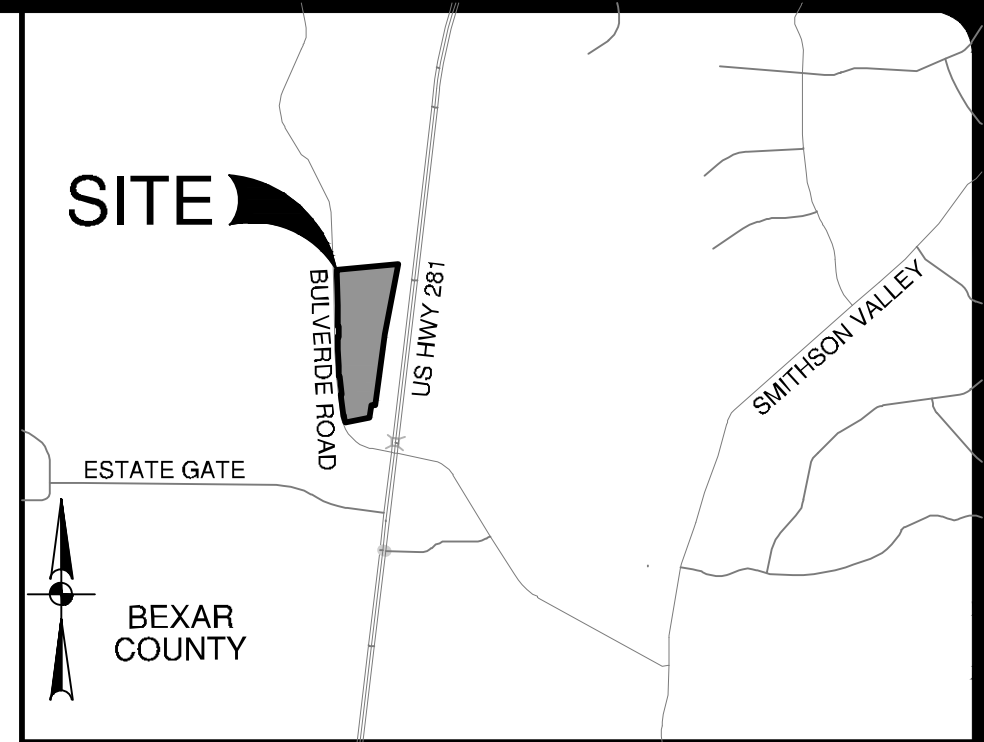 SITE
BULVERDE ROAD
US HWY 281
SMITHSON VALLEY
ESTATE GATE
BEXAR
COUNTY